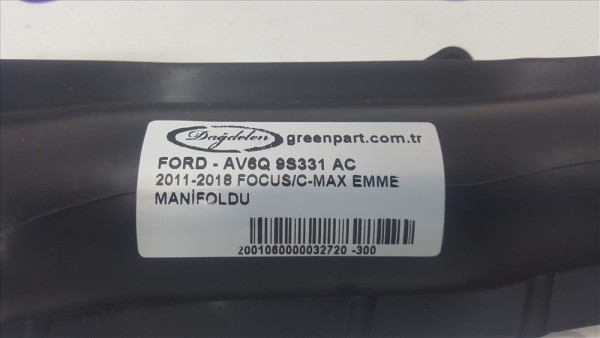 Dağdelen greenpart.com.tr
FORD - AV6Q 9S331 AC
2011-2018 FOCUS/C-MAX EMME
MANİFOLDU
2001060000032720 -300